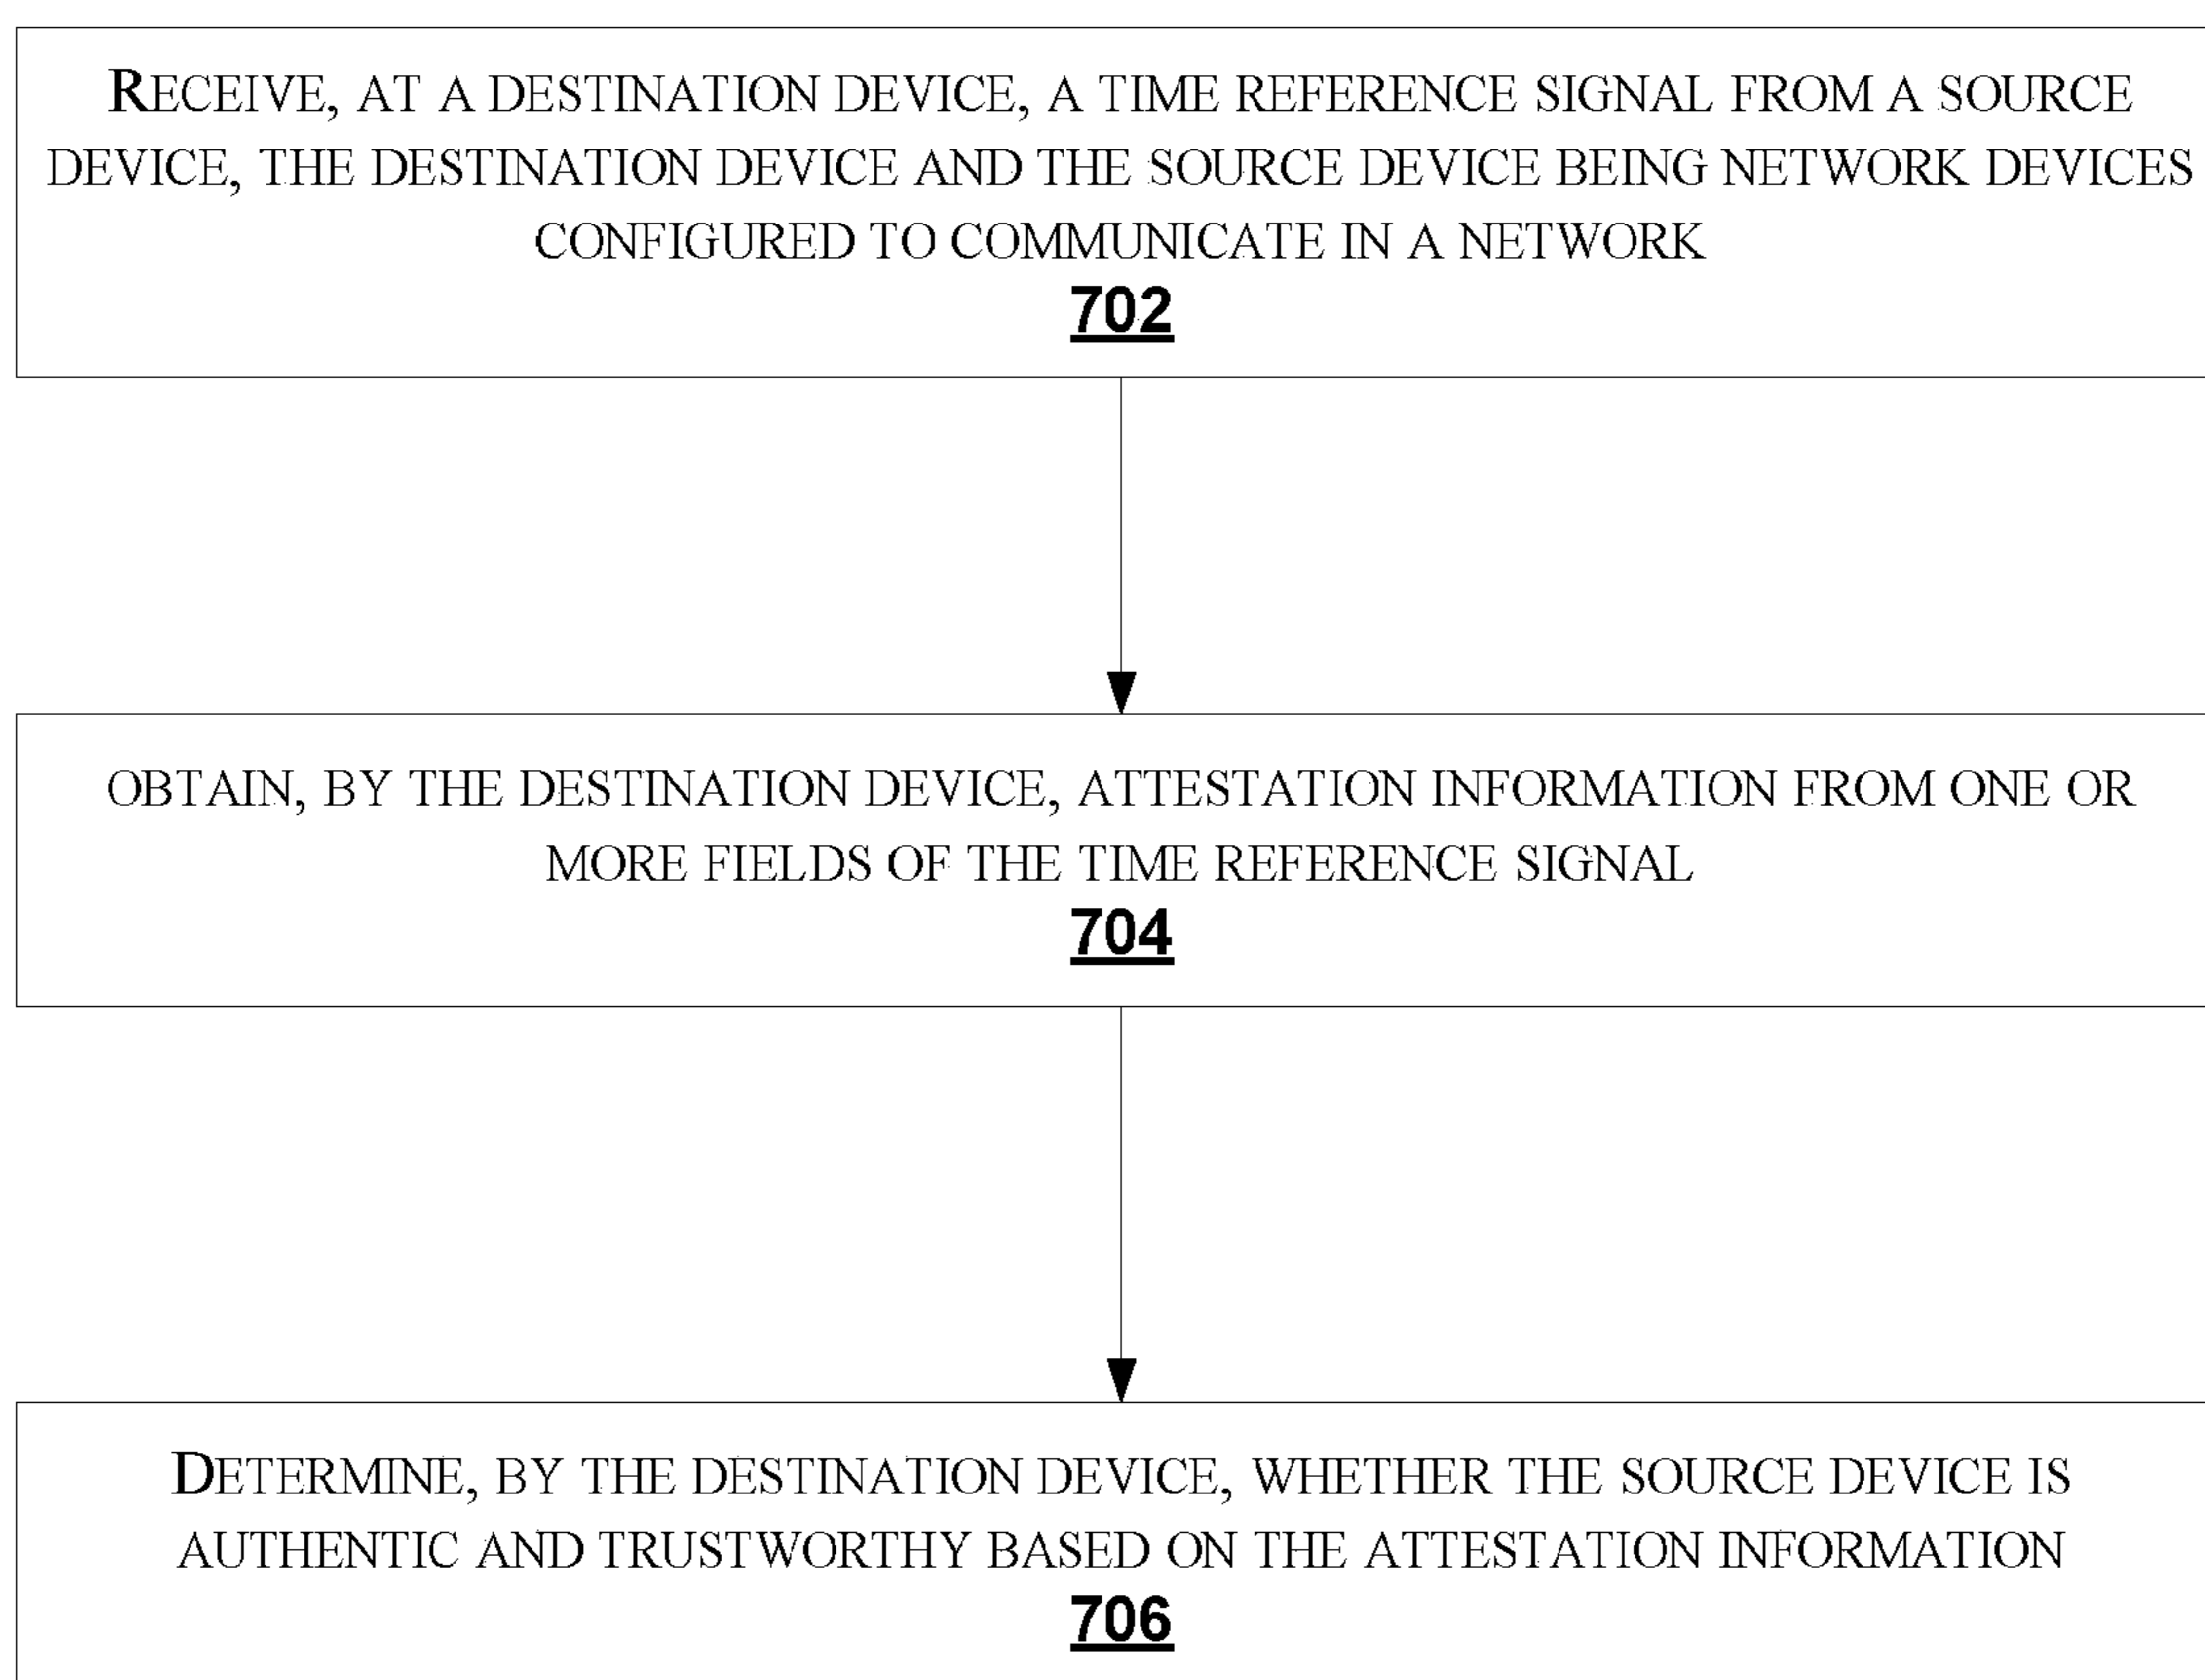 RECEIVE, AT A DESTINATION DEVICE, A TIME REFERENCE SIGNAL FROM A SOURCE
DEVICE, THE DESTINATION DEVICE AND THE SOURCE DEVICE BEING NETWORK DEVICES
CONFIGURED TO COMMUNICATE IN A NETWORK
702
OBTAIN, BY THE DESTINATION DEVICE, ATTESTATION INFORMATION FROM ONE OR
MORE FIELDS OF THE TIME REFERENCE SIGNAL
704
DETERMINE, BY THE DESTINATION DEVICE, WHETHER THE SOURCE DEVICE IS
AUTHENTIC AND TRUSTWORTHY BASED ON THE ATTESTATION INFORMATION
706